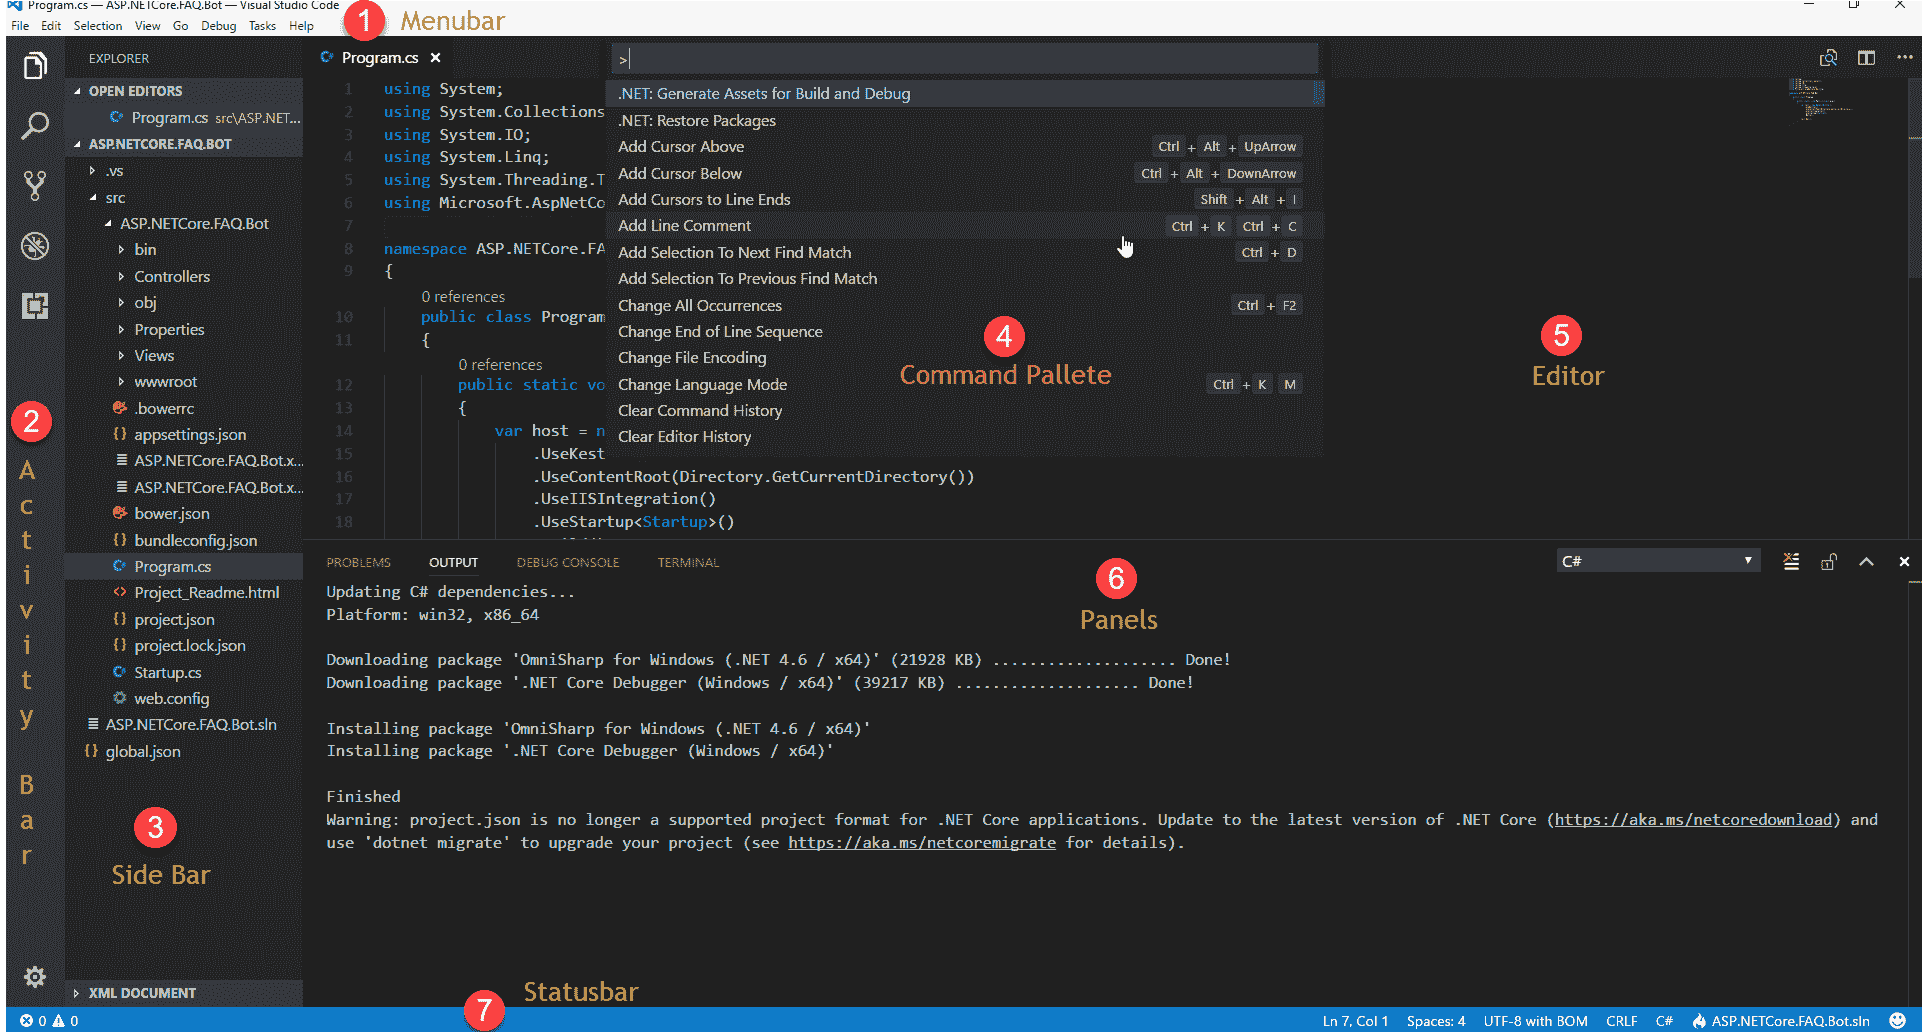 Program.cs — ASP.NETCore.FAQ.Bot — Visual Studio Code
File Edit Selection View Go Debug Tasks Help
1 Menubar
EXPLORER
OPEN EDITORS
Program.cs src\ASP.NET...
ASP.NETCORE.FAQ.BOT
.vs
src
ASP.NETCore.FAQ.Bot
bin
Controllers
obj
Properties
Views
wwwroot
.bowerrc
appsettings.json
ASP.NETCore.FAQ.Bot.x...
ASP.NETCore.FAQ.Bot.x...
bower.json
bundleconfig.json
Program.cs
Project_Readme.html
project.json
project.lock.json
Startup.cs
web.config
ASP.NETCore.FAQ.Bot.sln
global.json
XML DOCUMENT
2
Activity Bar
3
Side Bar
Program.cs
1 using System;
2 using System.Collections
3 using System.IO;
4 using System.Linq;
5 using System.Threading.T
6 using Microsoft.AspNetCo
7
8 namespace ASP.NETCore.FA
9 {
0 references
10 public class Program
11 {
0 references
12 public static vo
13 {
14 var host = n
15 .UseKest
16 .UseContentRoot(Directory.GetCurrentDirectory())
17 .UseIISIntegration()
18 .UseStartup<Startup>()
>
.NET: Generate Assets for Build and Debug
.NET: Restore Packages
Add Cursor Above Ctrl + Alt + UpArrow
Add Cursor Below Ctrl + Alt + DownArrow
Add Cursors to Line Ends Shift + Alt + I
Add Line Comment Ctrl + K Ctrl + C
Add Selection To Next Find Match Ctrl + D
Add Selection To Previous Find Match
Change All Occurrences Ctrl + F2
Change End of Line Sequence
Change File Encoding
Change Language Mode Ctrl + K M
Clear Command History
Clear Editor History
4
Command Pallete
5
Editor
PROBLEMS OUTPUT DEBUG CONSOLE TERMINAL C#
6
Panels
Updating C# dependencies...
Platform: win32, x86_64
Downloading package 'OmniSharp for Windows (.NET 4.6 / x64)' (21928 KB) .................... Done!
Downloading package '.NET Core Debugger (Windows / x64)' (39217 KB) .................... Done!
Installing package 'OmniSharp for Windows (.NET 4.6 / x64)'
Installing package '.NET Core Debugger (Windows / x64)'
Finished
Warning: project.json is no longer a supported project format for .NET Core applications. Update to the latest version of .NET Core (https://aka.ms/netcoredownload) and
use 'dotnet migrate' to upgrade your project (see https://aka.ms/netcoremigrate for details).
7 Statusbar
0 0 Ln 7, Col 1 Spaces: 4 UTF-8 with BOM CRLF C# ASP.NETCore.FAQ.Bot.sln